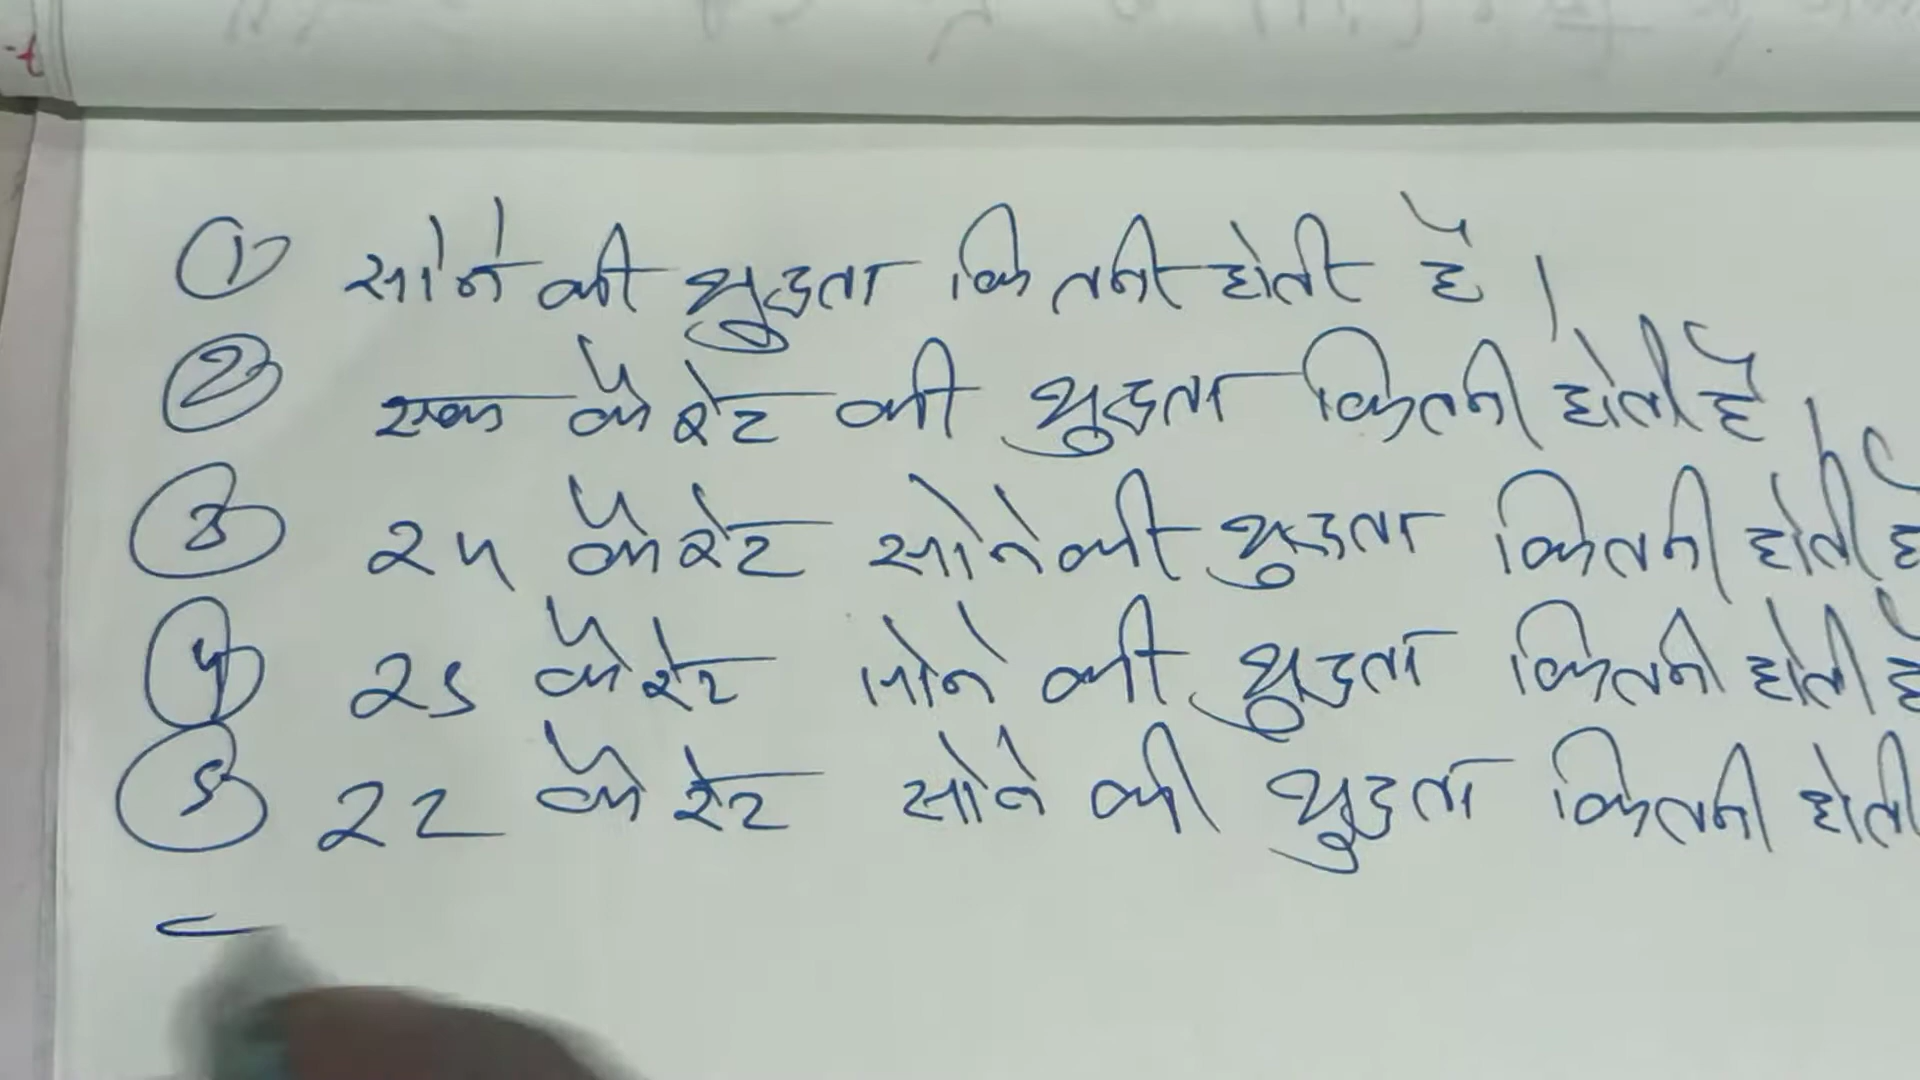 ① सोने की शुद्धता कितनी होती है।
② एक कैरेट की शुद्धता कितनी होती है।
③ 24 कैरेट सोने की शुद्धता कितनी होती है
④ 23 कैरेट सोने की शुद्धता कितनी होती है
⑤ 22 कैरेट सोने की शुद्धता कितनी होती